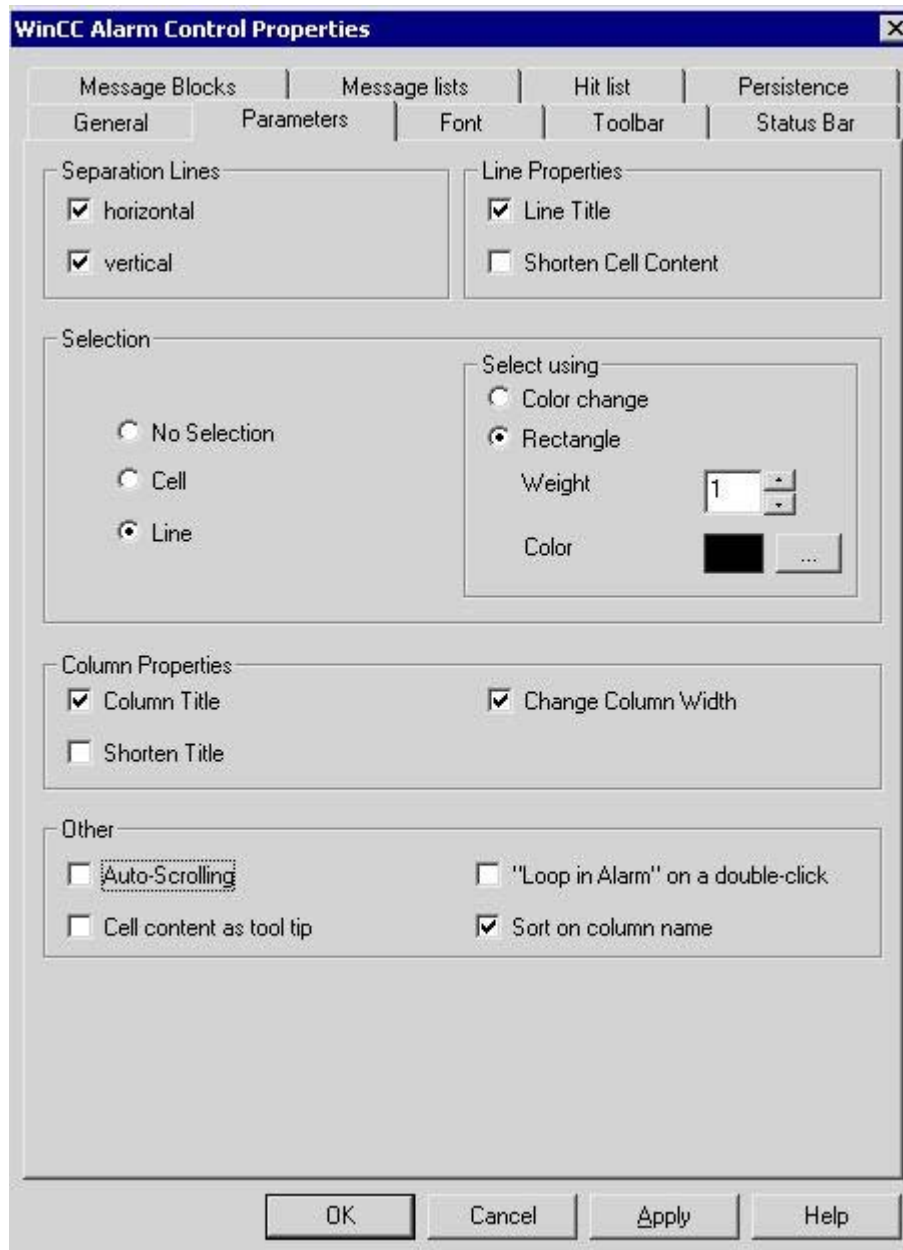 WinCC Alarm Control Properties
Message Blocks
Message lists
Hit list
Persistence
General
Parameters
Font
Toolbar
Status Bar
Separation Lines
horizontal
vertical
Line Properties
Line Title
Shorten Cell Content
Selection
No Selection
Cell
Line
Select using
Color change
Rectangle
Weight
1
Color
...
Column Properties
Column Title
Change Column Width
Shorten Title
Other
Auto-Scrolling
"Loop in Alarm" on a double-click
Cell content as tool tip
Sort on column name
OK
Cancel
Apply
Help